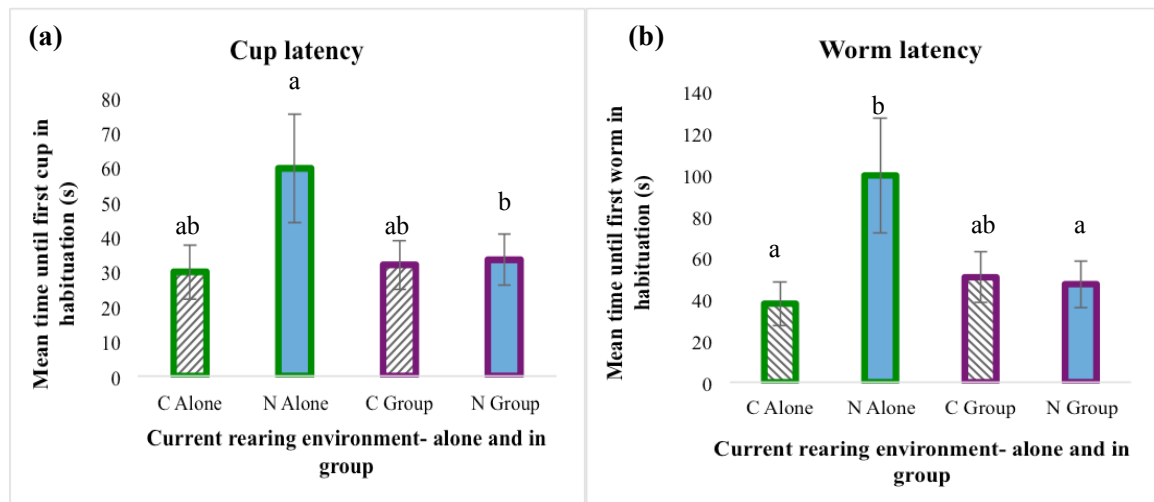 (a)
Cup latency
Mean time until first cup in
habituation (s)
80
70
60
50
40
30
20
10
0
ab
a
ab
b
C Alone N Alone C Group N Group
Current rearing environment- alone and in
group
(b)
Worm latency
Mean time until first worm in
habituation (s)
140
120
100
80
60
40
20
0
a
b
ab
a
C Alone N Alone C Group N Group
Current rearing environment- alone and in
group